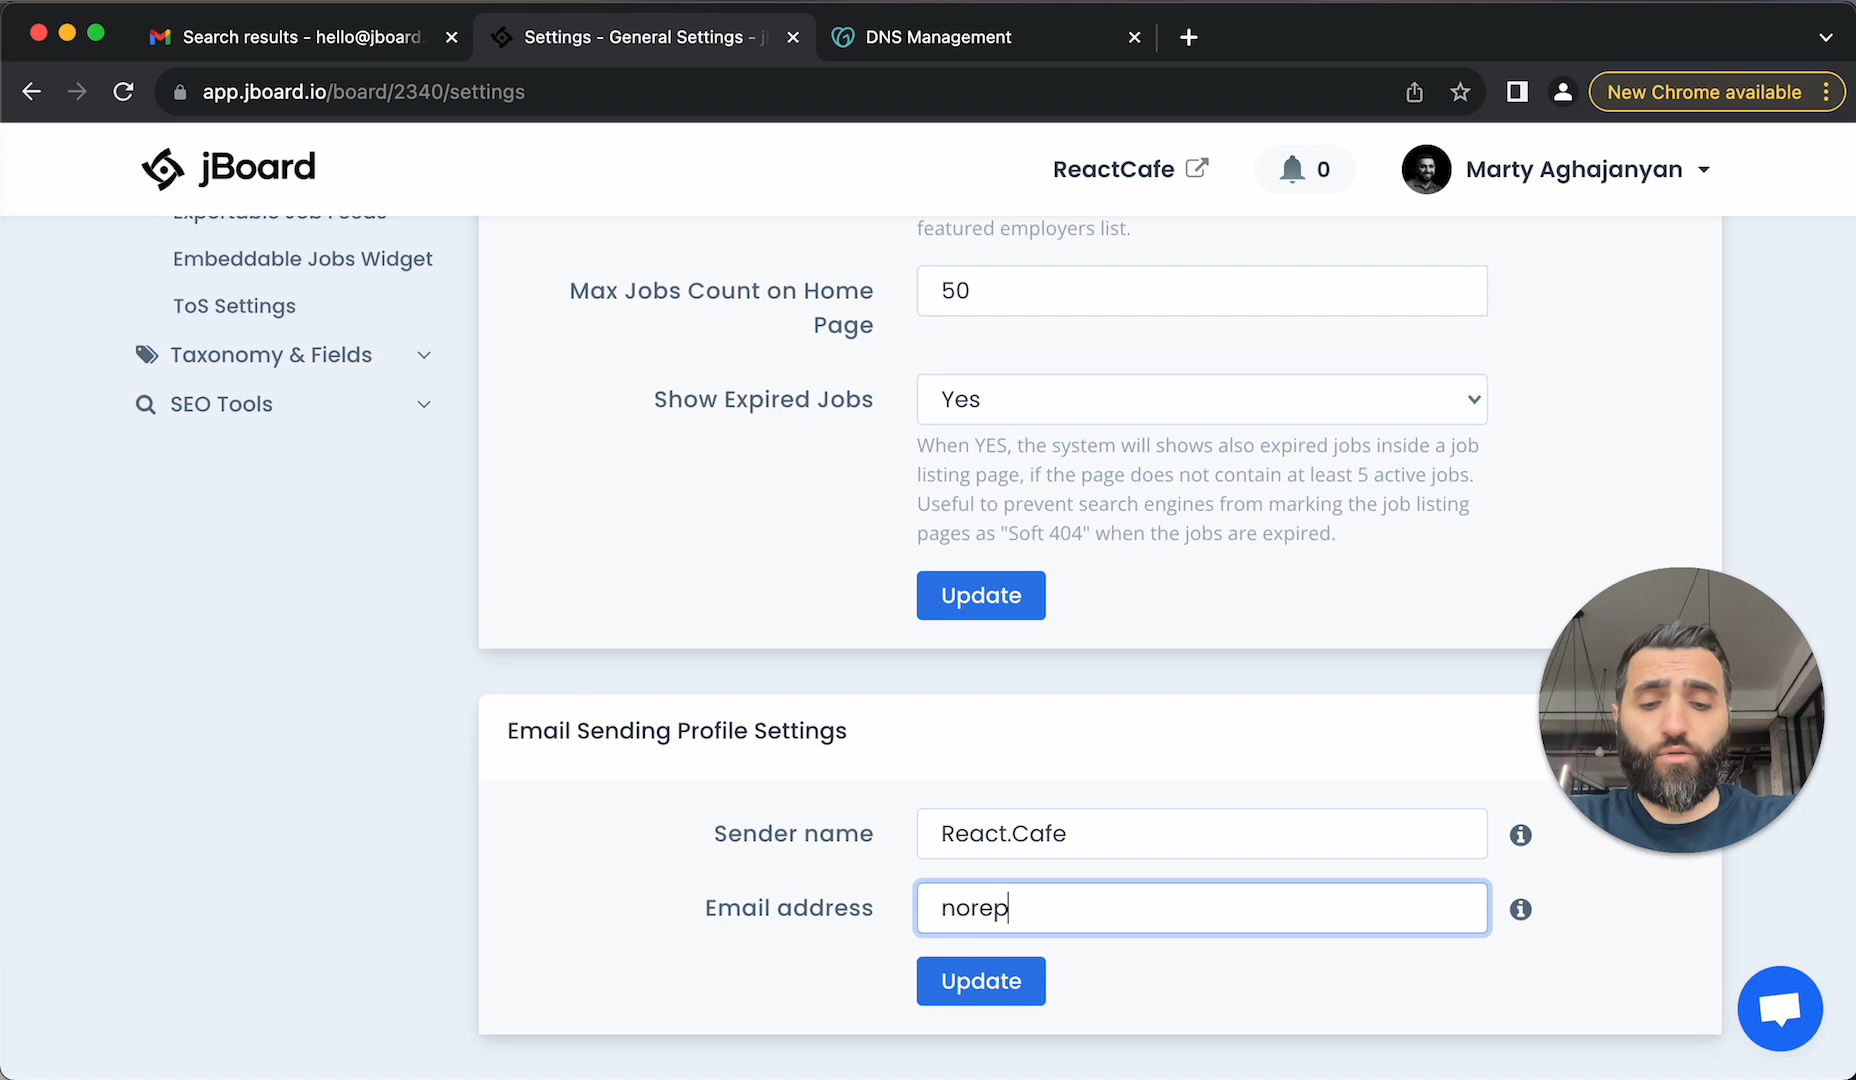 Search results - hello@jboard.
Settings - General Settings - j
DNS Management
app.jboard.io/board/2340/settings
New Chrome available
jBoard
ReactCafe
0
Marty Aghajanyan
Exportable Job Feeds
Embeddable Jobs Widget
ToS Settings
Taxonomy & Fields
SEO Tools
featured employers list.
Max Jobs Count on Home
Page
50
Show Expired Jobs
Yes
When YES, the system will shows also expired jobs inside a job
listing page, if the page does not contain at least 5 active jobs.
Useful to prevent search engines from marking the job listing
pages as "Soft 404" when the jobs are expired.
Update
Email Sending Profile Settings
Sender name
React.Cafe
Email address
norep
Update